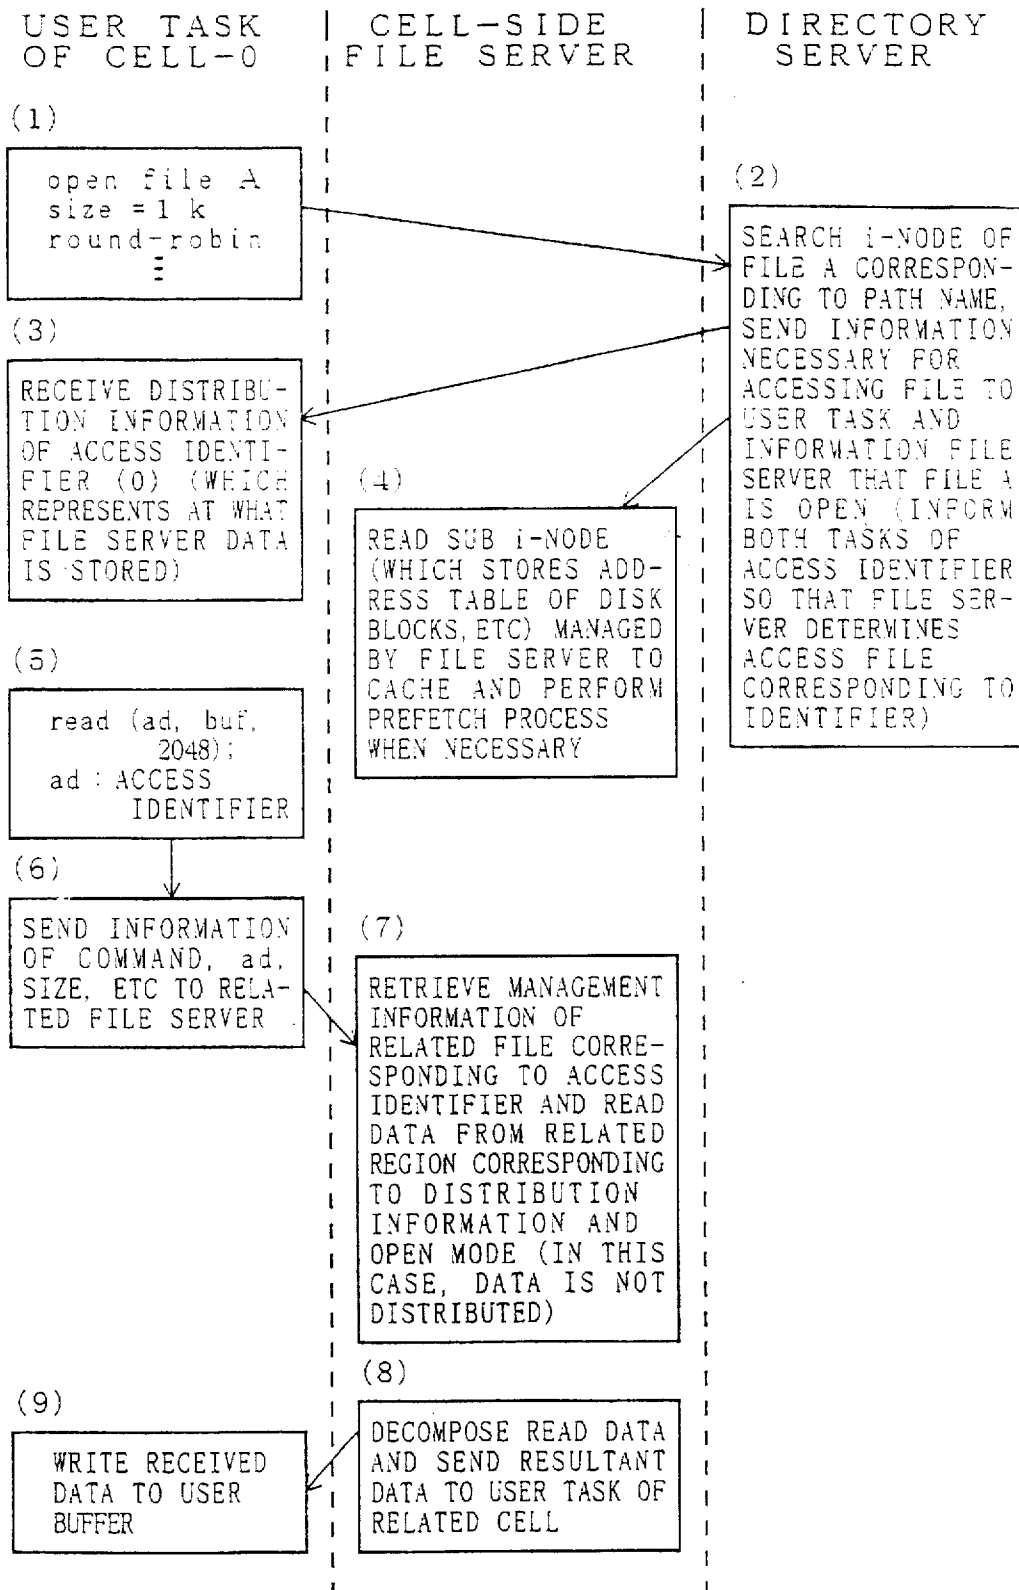 USER TASK
OF CELL-0
CELL-SIDE
FILE SERVER
DIRECTORY
SERVER
(1)
open file A
size = 1 k
round-robin
(2)
SEARCH i-NODE OF
FILE A CORRESPON-
DING TO PATH NAME,
SEND INFORMATION
NECESSARY FOR
ACCESSING FILE TO
USER TASK AND
INFORMATION FILE
SERVER THAT FILE A
IS OPEN (INFORM
BOTH TASKS OF
ACCESS IDENTIFIER
SO THAT FILE SER-
VER DETERMINES
ACCESS FILE
CORRESPONDING TO
IDENTIFIER)
(3)
RECEIVE DISTRIBU-
TION INFORMATION
OF ACCESS IDENTI-
FIER (0) (WHICH
REPRESENTS AT WHAT
FILE SERVER DATA
IS STORED)
(4)
READ SUB i-NODE
(WHICH STORES ADD-
RESS TABLE OF DISK
BLOCKS, ETC) MANAGED
BY FILE SERVER TO
CACHE AND PERFORM
PREFETCH PROCESS
WHEN NECESSARY
(5)
read (ad, buf,
2048);
ad : ACCESS
IDENTIFIER
(6)
SEND INFORMATION
OF COMMAND, ad,
SIZE, ETC TO RELA-
TED FILE SERVER
(7)
RETRIEVE MANAGEMENT
INFORMATION OF
RELATED FILE CORRE-
SPONDING TO ACCESS
IDENTIFIER AND READ
DATA FROM RELATED
REGION CORRESPONDING
TO DISTRIBUTION
INFORMATION AND
OPEN MODE (IN THIS
CASE, DATA IS NOT
DISTRIBUTED)
(8)
DECOMPOSE READ DATA
AND SEND RESULTANT
DATA TO USER TASK OF
RELATED CELL
(9)
WRITE RECEIVED
DATA TO USER
BUFFER